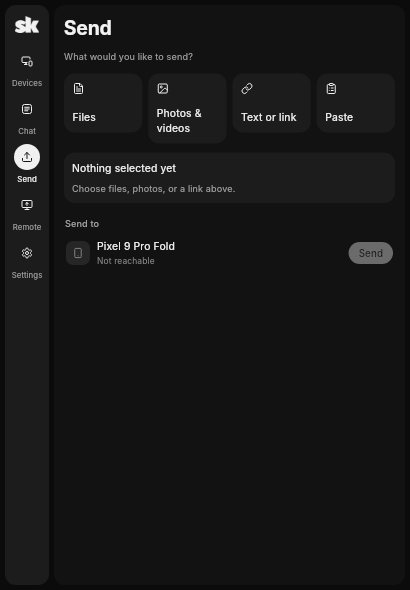 sk
Devices
Chat
Send
Remote
Settings
Send
What would you like to send?
Files
Photos &
videos
Text or link
Paste
Nothing selected yet
Choose files, photos, or a link above.
Send to
Pixel 9 Pro Fold
Not reachable
Send